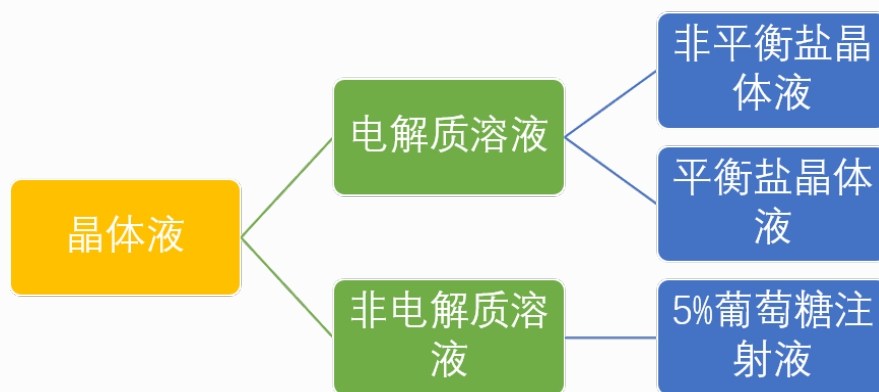 晶体液
电解质溶液
非电解质溶
液
非平衡盐晶
体液
平衡盐晶体
液
5%葡萄糖注
射液